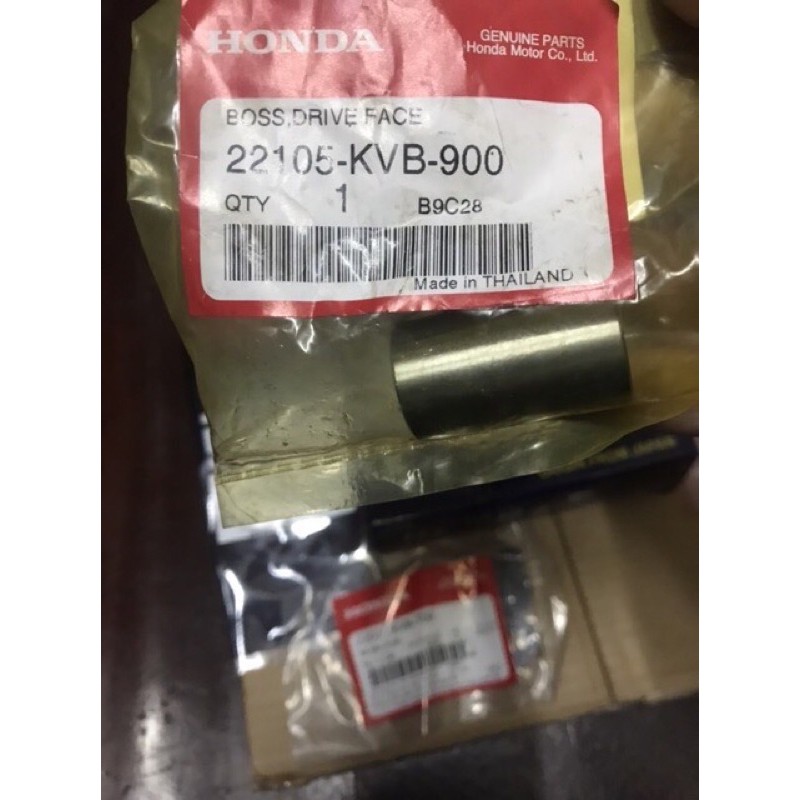 HONDA
GENUINE PARTS
Honda Motor Co., Ltd.
BOSS,DRIVE FACE
22105-KVB-900
QTY 1 B9C28
Made in THAILAND
HONDA